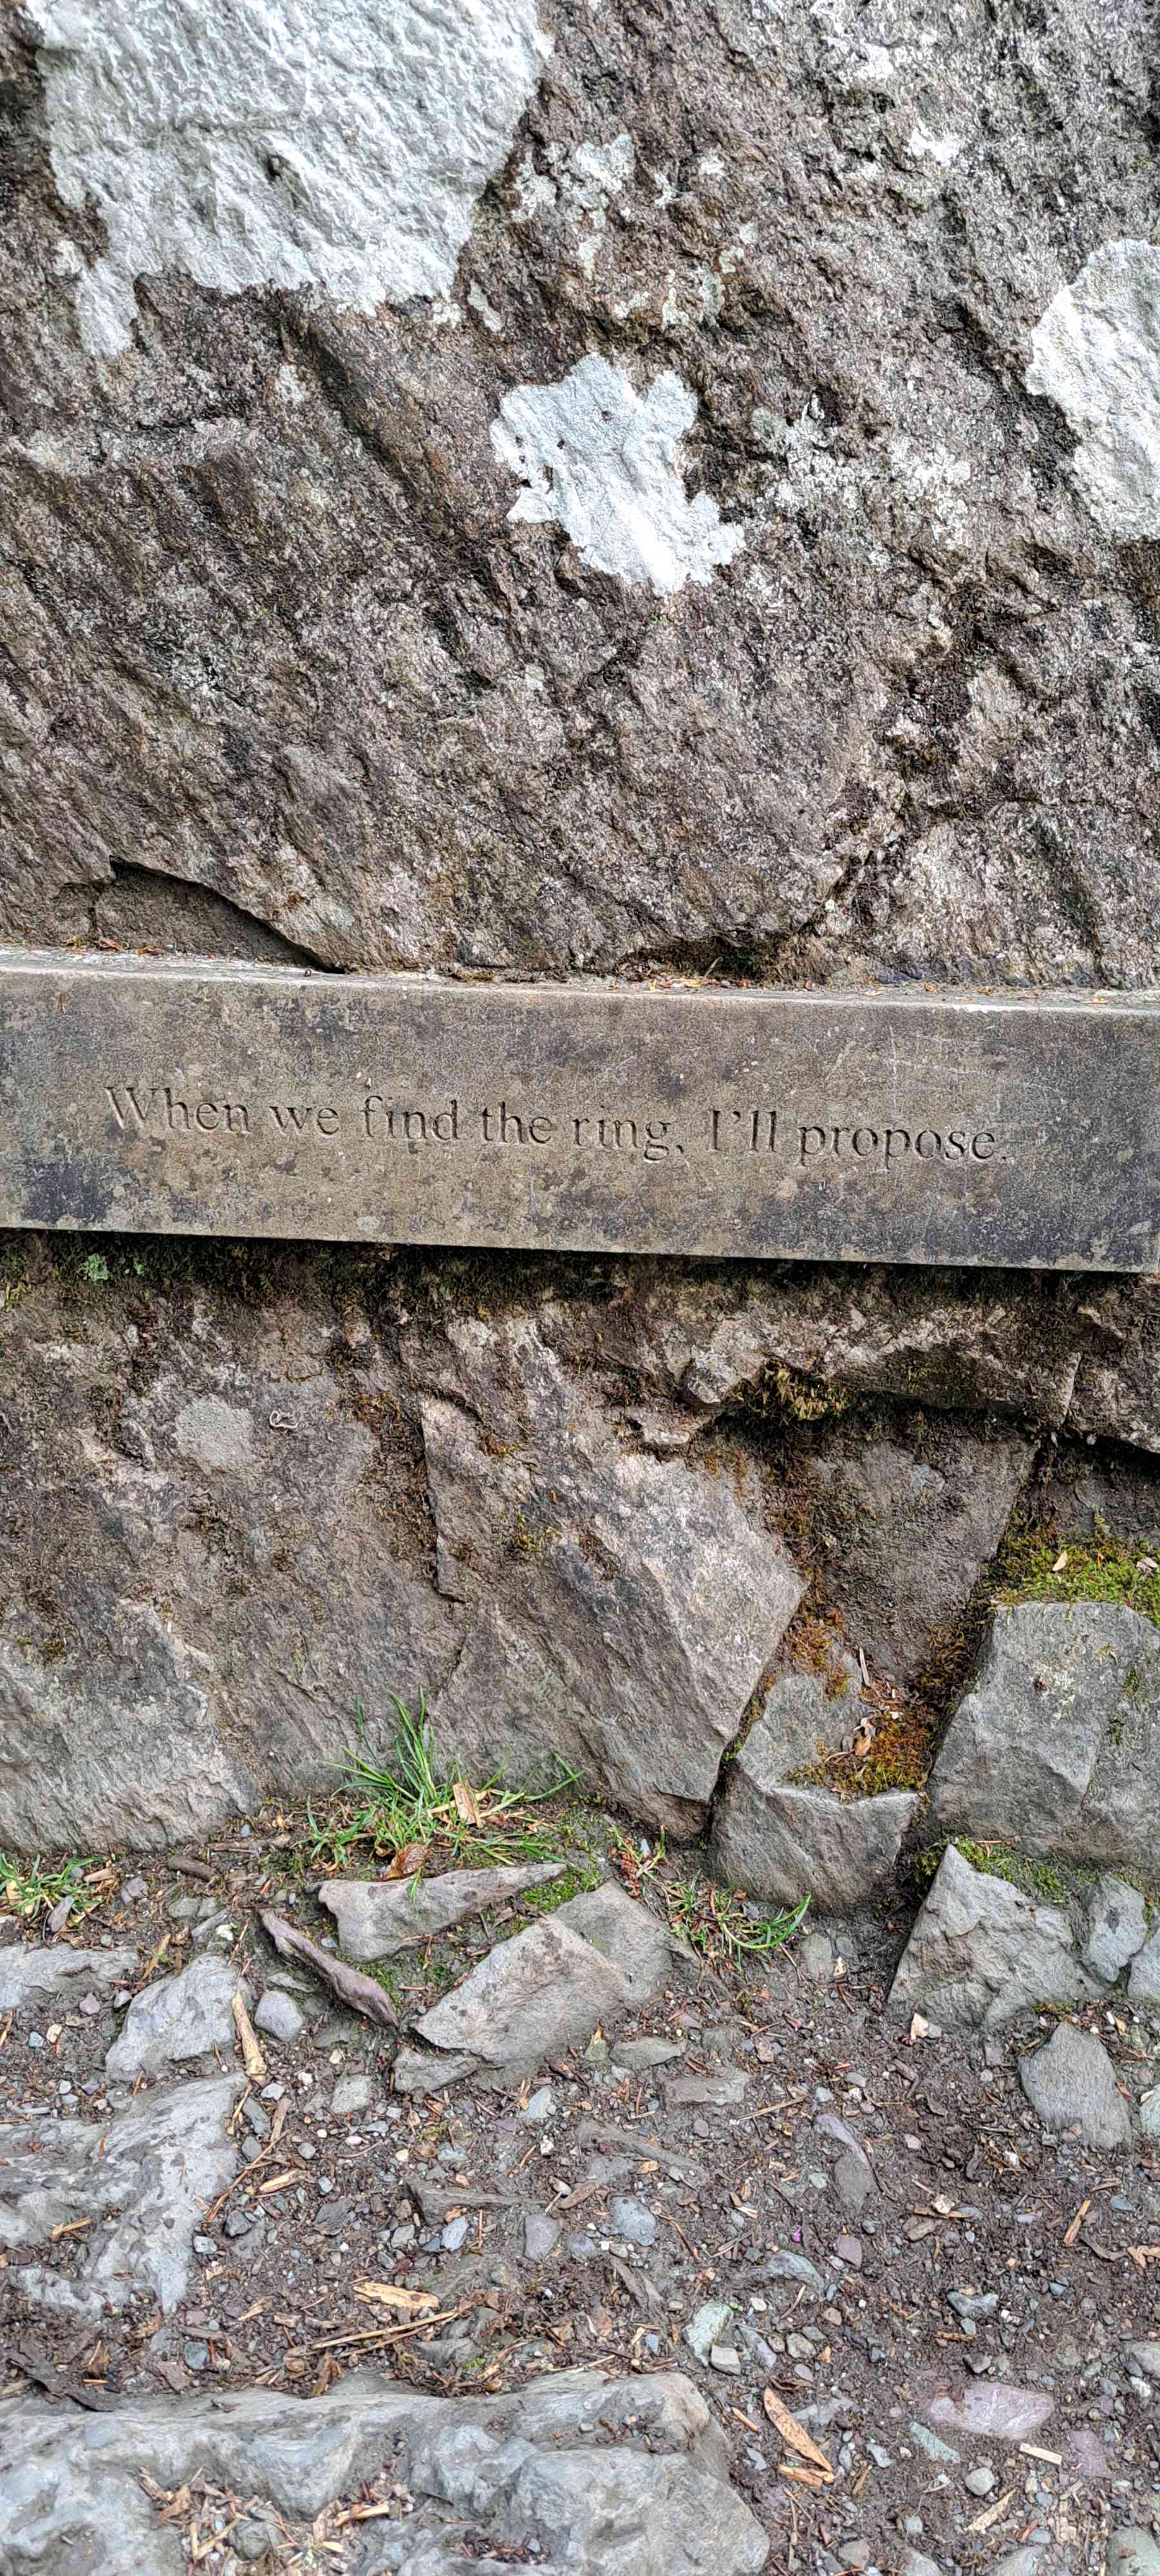 When we find the ring, I'll propose.